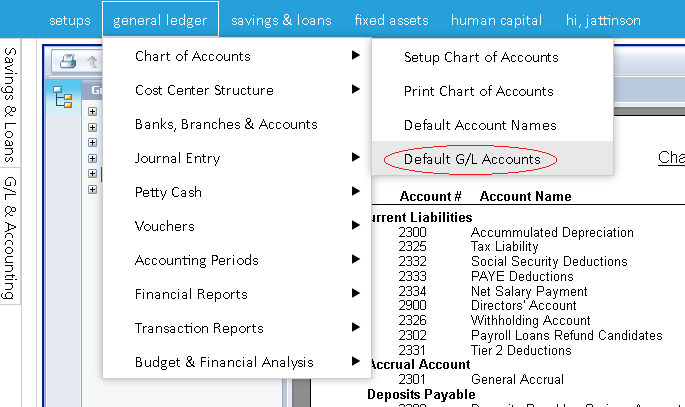 setups general ledger savings & loans fixed assets human capital hi, jattinson
Savings & Loans
G/L & Accounting
Chart of Accounts
Cost Center Structure
Banks, Branches & Accounts
Journal Entry
Petty Cash
Vouchers
Accounting Periods
Financial Reports
Transaction Reports
Budget & Financial Analysis
Setup Chart of Accounts
Print Chart of Accounts
Default Account Names
Default G/L Accounts
Account # Account Name
urrent Liabilities
2300 Accummulated Depreciation
2325 Tax Liability
2332 Social Security Deductions
2333 PAYE Deductions
2334 Net Salary Payment
2900 Directors' Account
2326 Withholding Account
2302 Payroll Loans Refund Candidates
2331 Tier 2 Deductions
Accrual Account
2301 General Accrual
Deposits Payable